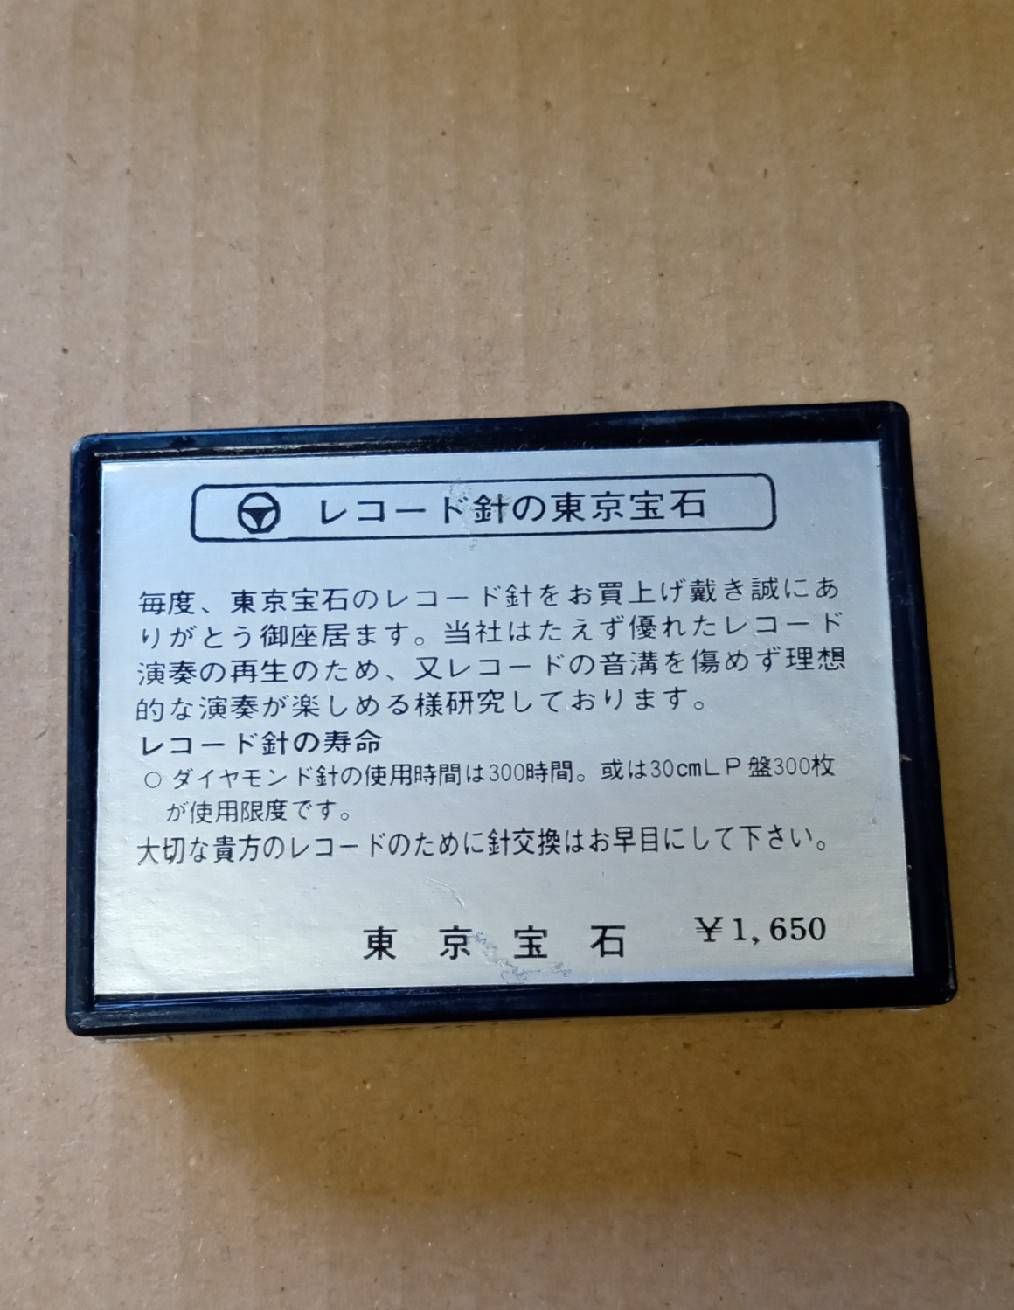 レコード針の東京宝石
毎度、東京宝石のレコード針をお買上げ戴き誠にあ
りがとう御座居ます。当社はたえず優れたレコード
演奏の再生のため、又レコードの音溝を傷めず理想
的な演奏が楽しめる様研究しております。
レコード針の寿命
○ ダイヤモンド針の使用時間は300時間。或は30cmLP盤300枚
が使用限度です。
大切な貴方のレコードのために針交換はお早目にして下さい。
東京宝石 ¥1,650